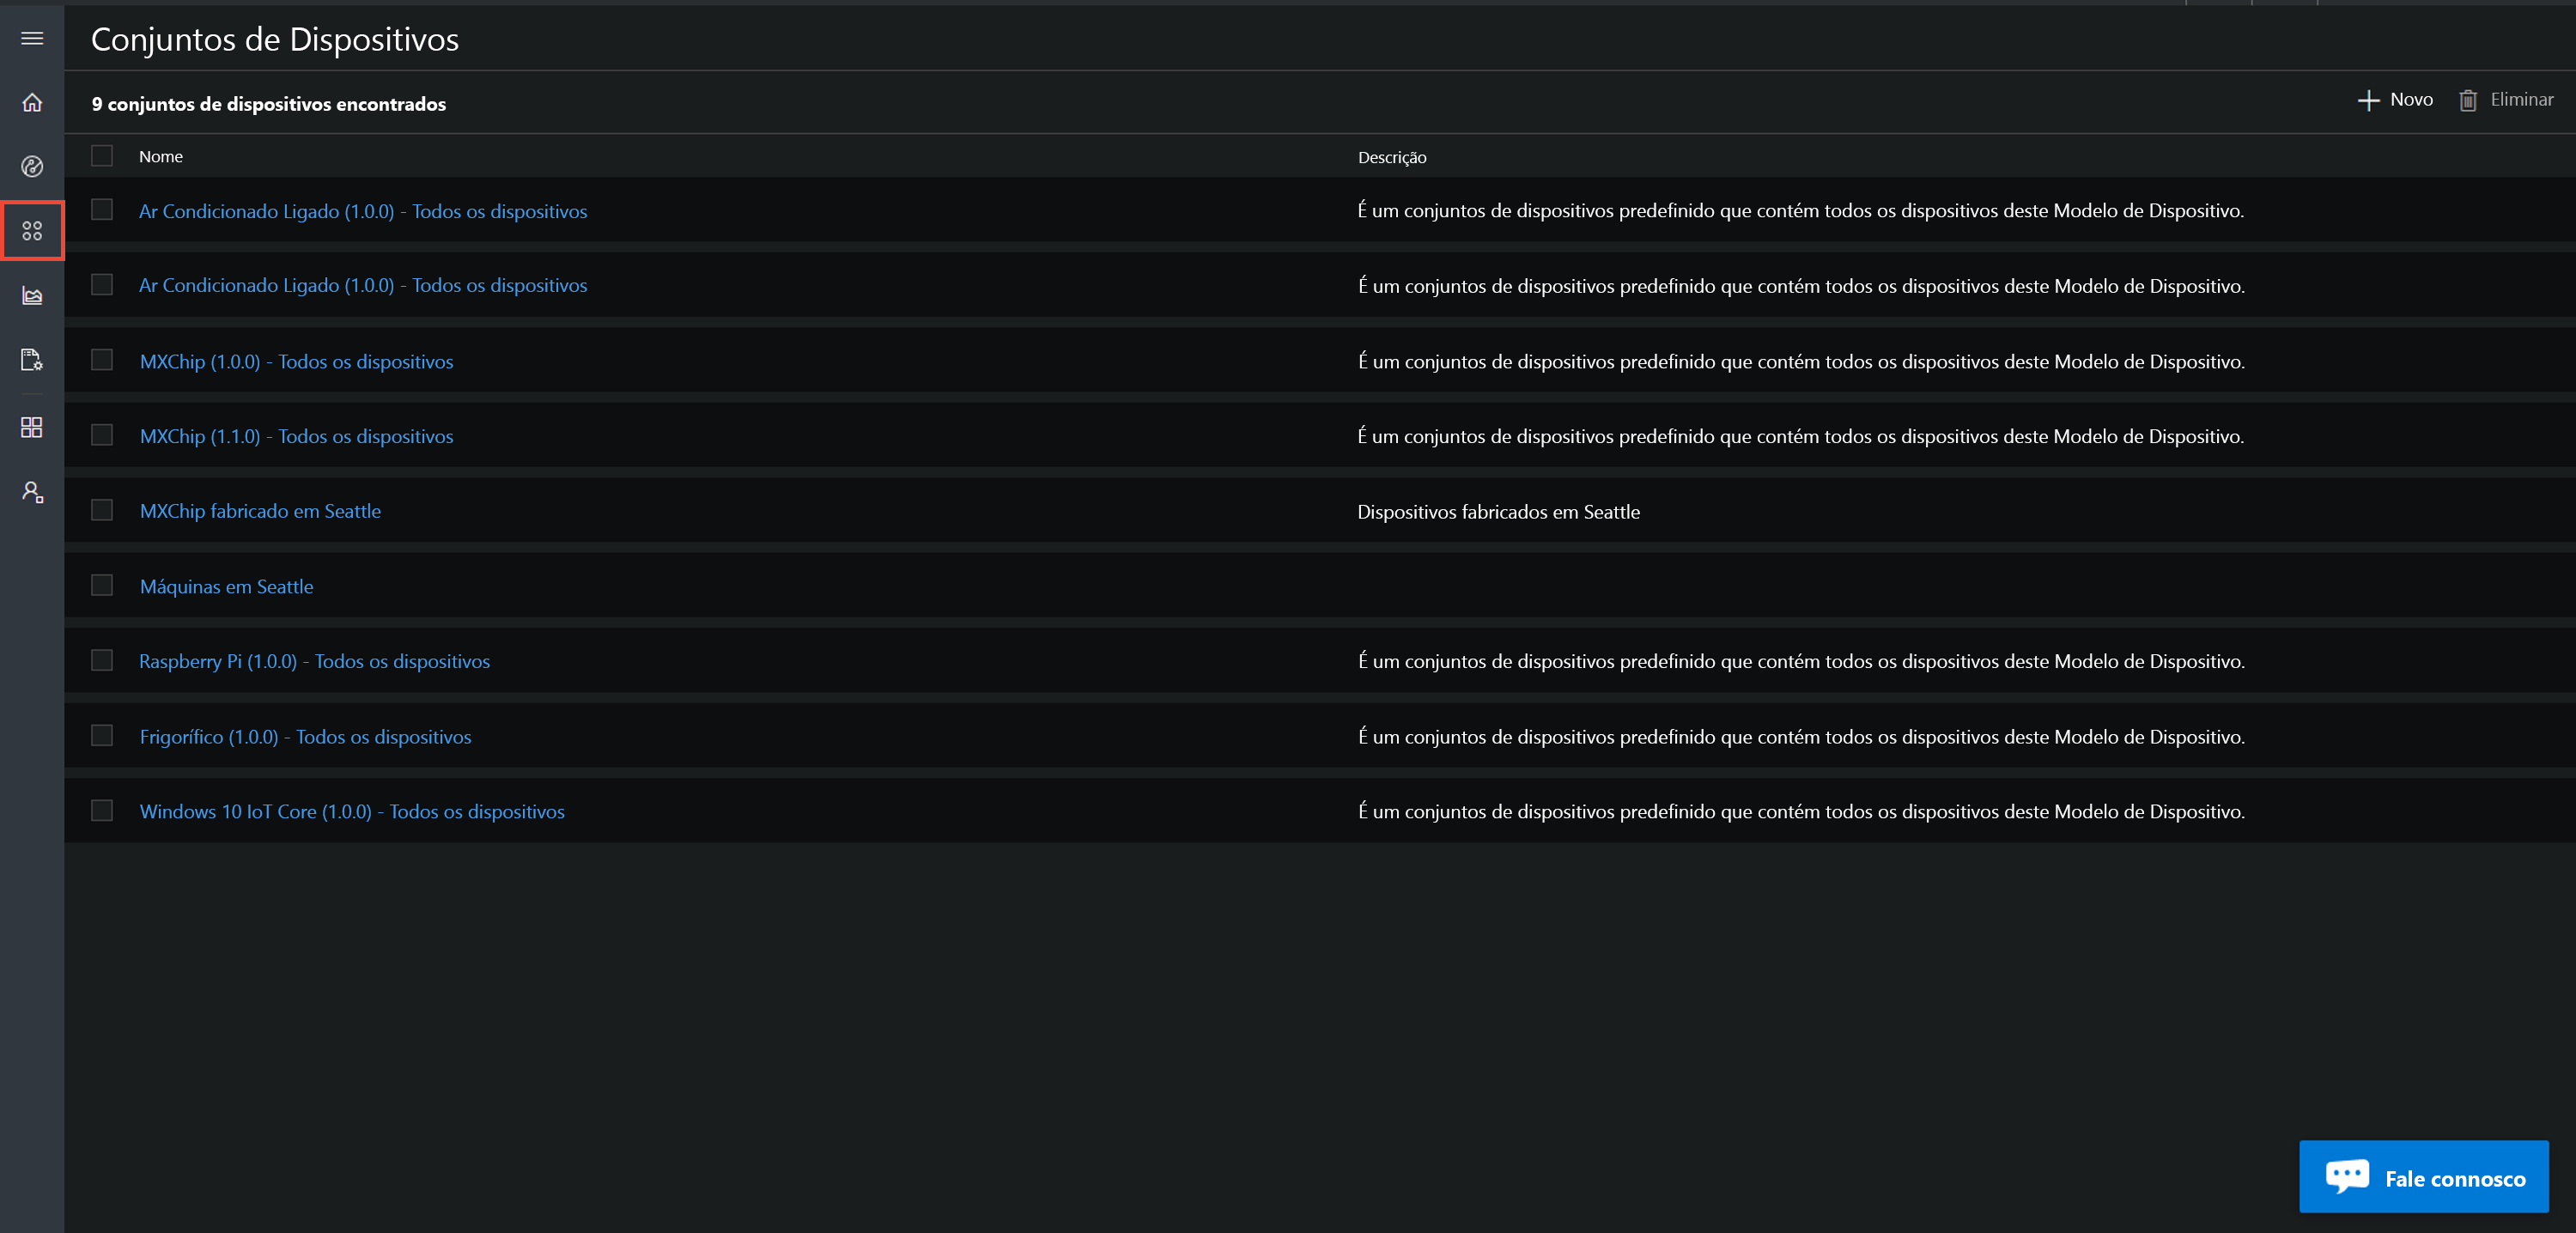 Conjuntos de Dispositivos
9 conjuntos de dispositivos encontrados
Novo
Eliminar
Nome
Descrição
Ar Condicionado Ligado (1.0.0) - Todos os dispositivos
É um conjuntos de dispositivos predefinido que contém todos os dispositivos deste Modelo de Dispositivo.
Ar Condicionado Ligado (1.0.0) - Todos os dispositivos
É um conjuntos de dispositivos predefinido que contém todos os dispositivos deste Modelo de Dispositivo.
MXChip (1.0.0) - Todos os dispositivos
É um conjuntos de dispositivos predefinido que contém todos os dispositivos deste Modelo de Dispositivo.
MXChip (1.1.0) - Todos os dispositivos
É um conjuntos de dispositivos predefinido que contém todos os dispositivos deste Modelo de Dispositivo.
MXChip fabricado em Seattle
Dispositivos fabricados em Seattle
Máquinas em Seattle
Raspberry Pi (1.0.0) - Todos os dispositivos
É um conjuntos de dispositivos predefinido que contém todos os dispositivos deste Modelo de Dispositivo.
Frigorífico (1.0.0) - Todos os dispositivos
É um conjuntos de dispositivos predefinido que contém todos os dispositivos deste Modelo de Dispositivo.
Windows 10 IoT Core (1.0.0) - Todos os dispositivos
É um conjuntos de dispositivos predefinido que contém todos os dispositivos deste Modelo de Dispositivo.
Fale connosco